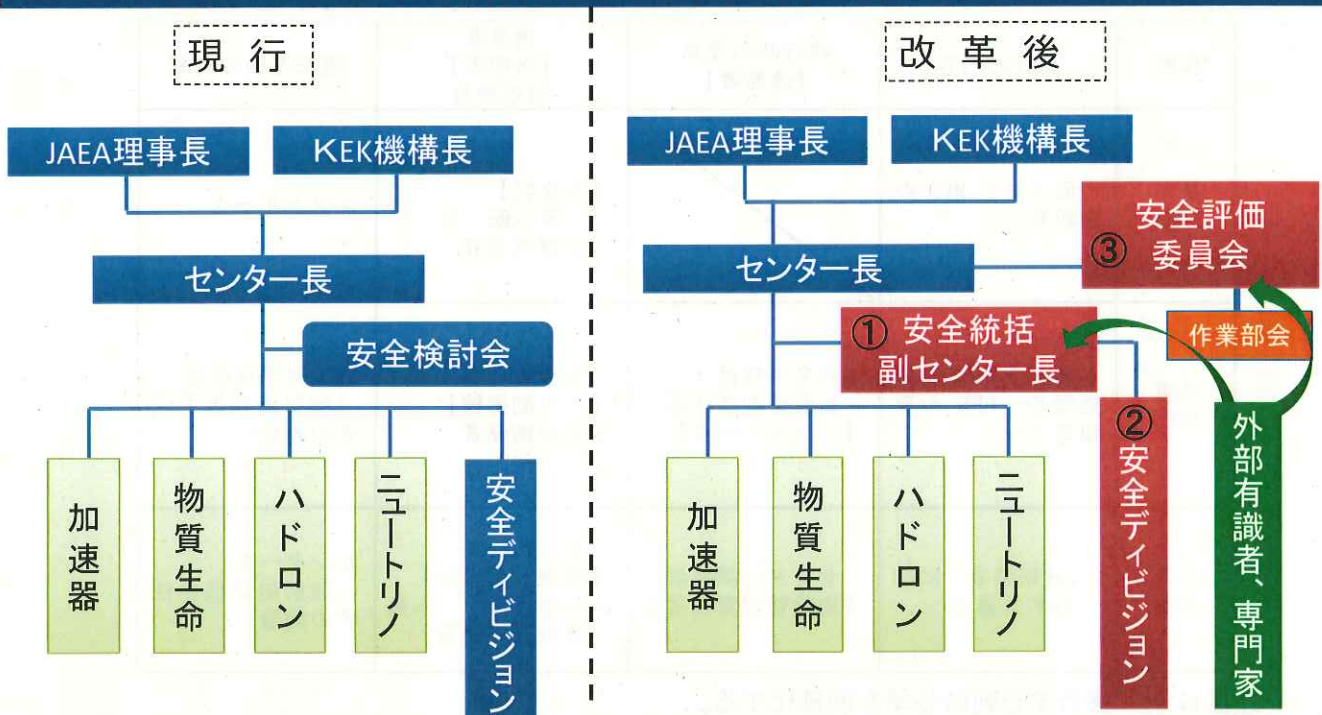 現行
JAEA理事長
KEK機構長
センター長
安全検討会
加速器
物質生命
ハドロン
ニュートリノ
安全ディビジョン
改革後
JAEA理事長
KEK機構長
センター長
③ 安全評価
委員会
作業部会
① 安全統括
副センター長
加速器
物質生命
ハドロン
ニュートリノ
②安全ディビジョン
外部有識者、専門家